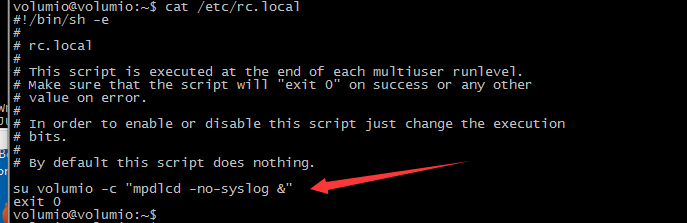 volumio@volumio:~$ cat /etc/rc.local
#!/bin/sh -e
#
# rc.local
#
# This script is executed at the end of each multiuser runlevel.
# Make sure that the script will "exit 0" on success or any other
# value on error.
#
# In order to enable or disable this script just change the execution
# bits.
#
# By default this script does nothing.
su volumio -c "mpdlcd -no-syslog &"
exit 0
volumio@volumio:~$